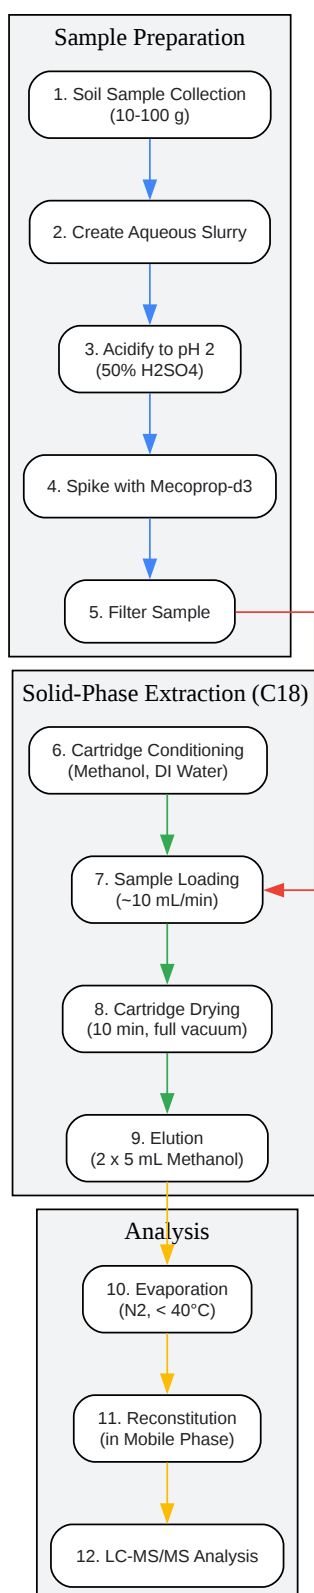 Sample Preparation
1. Soil Sample Collection
(10-100 g)
2. Create Aqueous Slurry
3. Acidify to pH 2
(50% H2SO4)
4. Spike with Mecoprop-d3
5. Filter Sample
Solid-Phase Extraction (C18)
6. Cartridge Conditioning
(Methanol, DI Water)
7. Sample Loading
(~10 mL/min)
8. Cartridge Drying
(10 min, full vacuum)
9. Elution
(2 x 5 mL Methanol)
Analysis
10. Evaporation
(N2, < 40°C)
11. Reconstitution
(in Mobile Phase)
12. LC-MS/MS Analysis